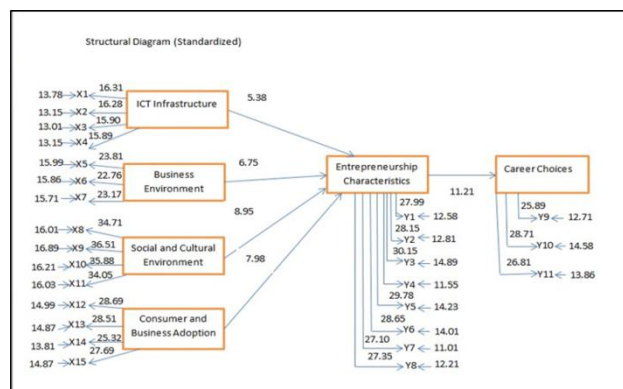 Structural Diagram (Standardized)
13.78 X1 16.31
13.15 X2 16.28
13.01 X3 15.90
13.15 X4 15.89
ICT Infrastructure
5.38
15.99 X5 23.81
15.86 X6 22.76
15.71 X7 23.17
Business
Environment
6.75
16.01 X8 34.71
16.89 X9 36.51
16.21 X10 35.88
16.03 X11 34.05
Social and Cultural
Environment
8.95
14.99 X12 28.69
14.87 X13 28.51
13.81 X14 25.32
14.87 X15 27.69
Consumer and
Business Adoption
7.98
Entrepreneurship
Characteristics
11.21
27.99 Y1 12.58
28.15 Y2 12.81
30.15 Y3 14.89
Y4 11.55
29.78 Y5 14.23
28.65 Y6 14.01
27.10 Y7 11.01
27.35 Y8 12.21
Career Choices
25.89 Y9 12.71
28.71 Y10 14.58
26.81 Y11 13.86